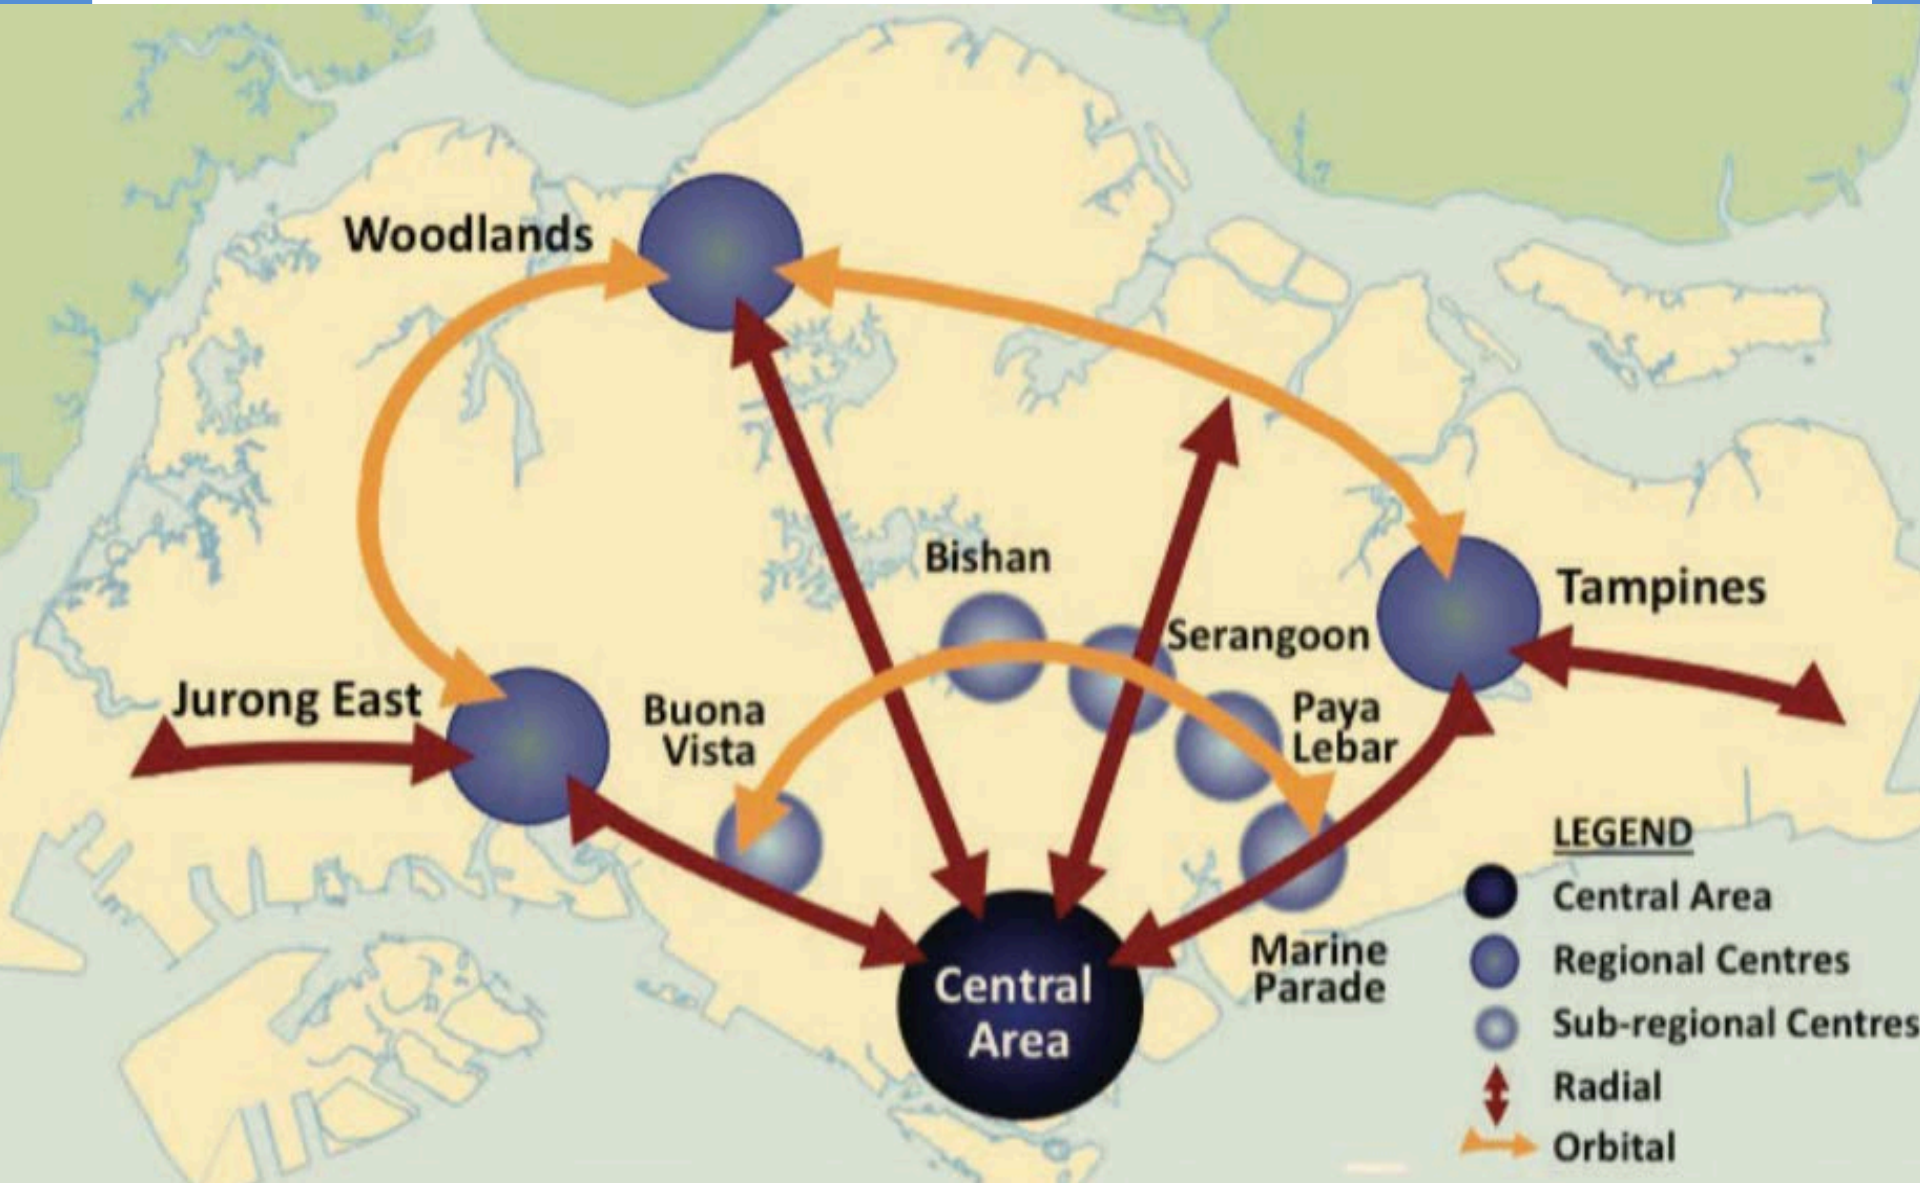 Woodlands
Bishan
Serangoon
Tampines
Jurong East
Buona
Vista
Paya
Lebar
Marine
Parade
Central
Area
LEGEND
Central Area
Regional Centres
Sub-regional Centres
Radial
Orbital